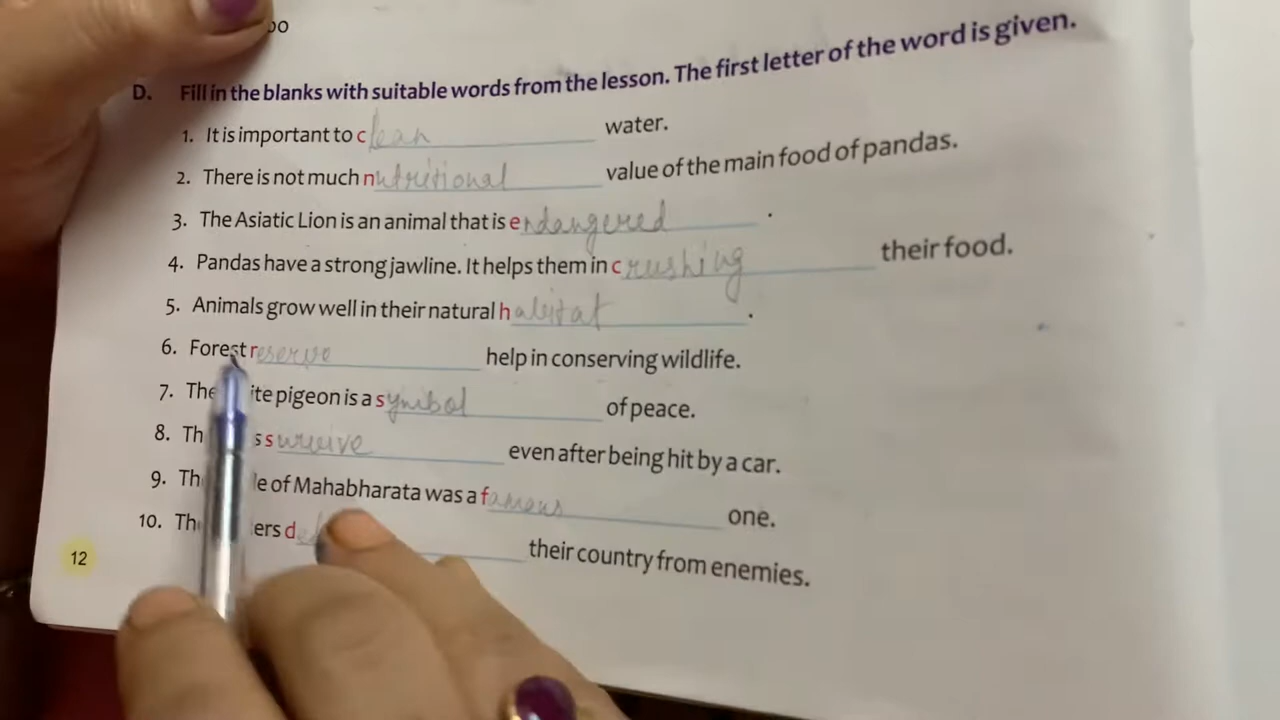 D. Fill in the blanks with suitable words from the lesson. The first letter of the word is given.
1. It is important to clean water.
2. There is not much nutritional value of the main food of pandas.
3. The Asiatic Lion is an animal that is endangered.
4. Pandas have a strong jawline. It helps them in crushing their food.
5. Animals grow well in their natural habitat.
6. Forest reserve help in conserving wildlife.
7. The ite pigeon is a symbol of peace.
8. Th s survive even after being hit by a car.
9. Th le of Mahabharata was a famous one.
10. Th ers d their country from enemies.
12